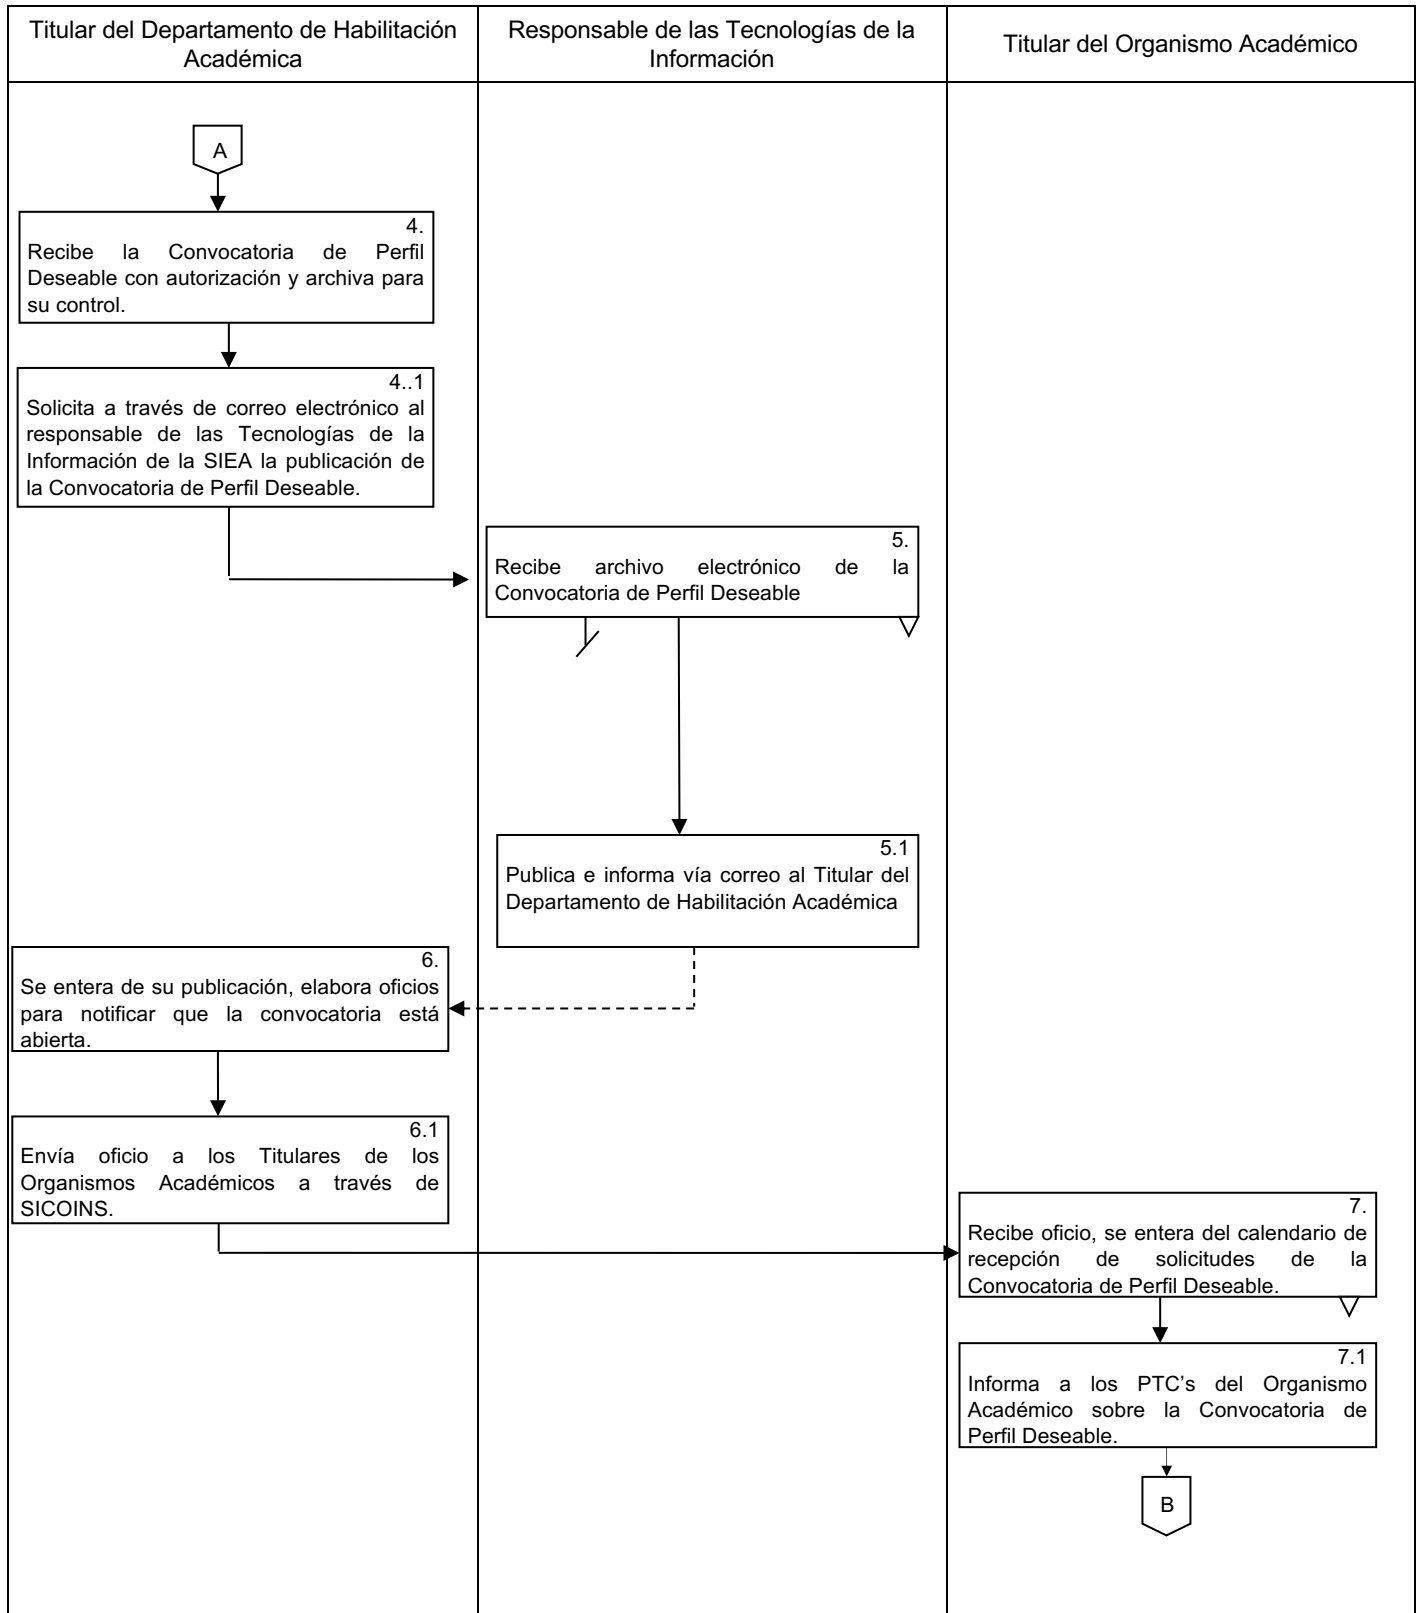 Titular del Departamento de Habilitación
Académica
Responsable de las Tecnologías de la
Información
Titular del Organismo Académico
A
4.
Recibe la Convocatoria de Perfil
Deseable con autorización y archiva para
su control.
4..1
Solicita a través de correo electrónico al
responsable de las Tecnologías de la
Información de la SIEA la publicación de
la Convocatoria de Perfil Deseable.
5.
Recibe archivo electrónico de la
Convocatoria de Perfil Deseable
5.1
Publica e informa vía correo al Titular del
Departamento de Habilitación Académica
6.
Se entera de su publicación, elabora oficios
para notificar que la convocatoria está
abierta.
6.1
Envía oficio a los Titulares de los
Organismos Académicos a través de
SICOINS.
7.
Recibe oficio, se entera del calendario de
recepción de solicitudes de la
Convocatoria de Perfil Deseable.
7.1
Informa a los PTC's del Organismo
Académico sobre la Convocatoria de
Perfil Deseable.
B